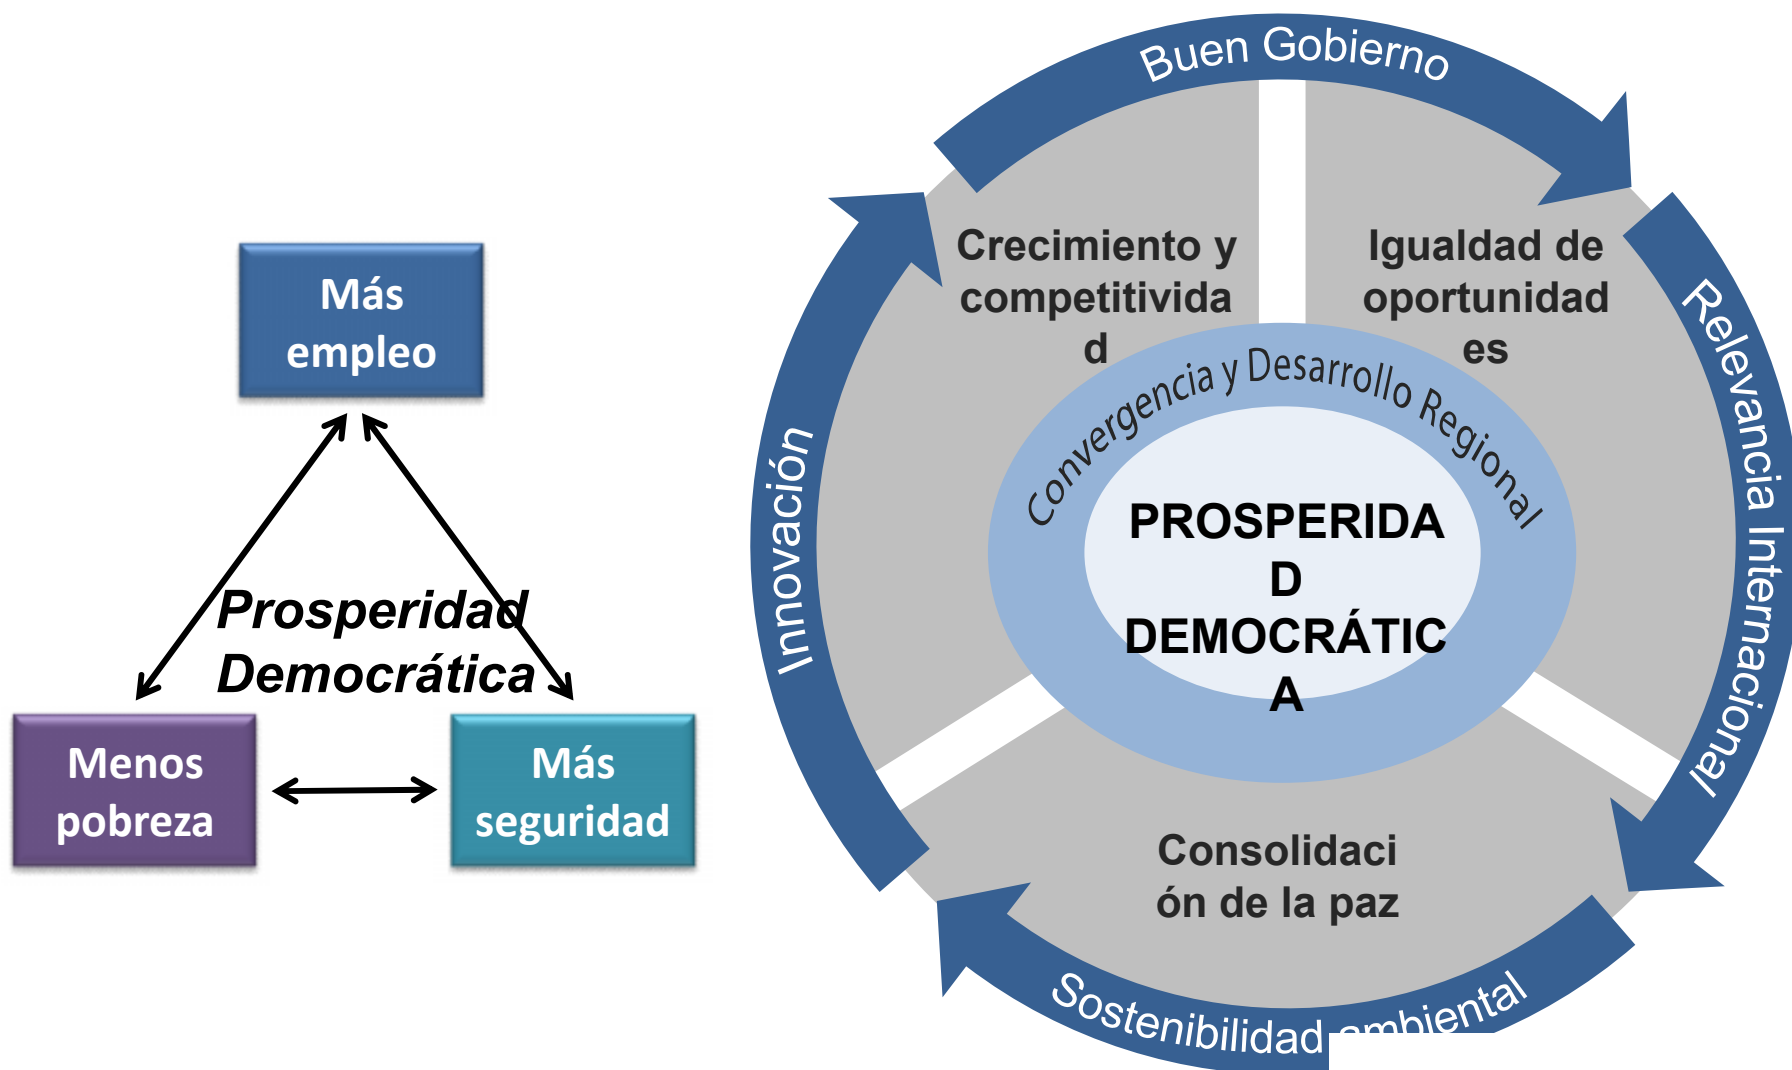 Más
empleo
Prosperidad
Democrática
Menos
pobreza
Más
seguridad
Buen Gobierno
Relevancia Internacional
Sostenibilidad ambiental
Innovación
Crecimiento y
competitivida
d
Igualdad de
oportunidad
es
Convergencia y Desarrollo Regional
PROSPERIDA
D
DEMOCRÁTIC
A
Consolidaci
ón de la paz